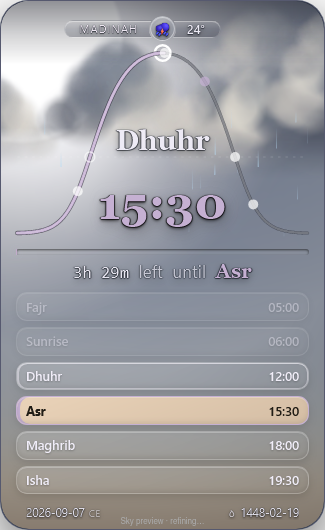 MADĪNAH 24°
Dhuhr
15:30
3h 29m left until Asr
Fajr 05:00
Sunrise 06:00
Dhuhr 12:00
Asr 15:30
Maghrib 18:00
Isha 19:30
2026-09-07 CE 1448-02-19
Sky preview · refining...